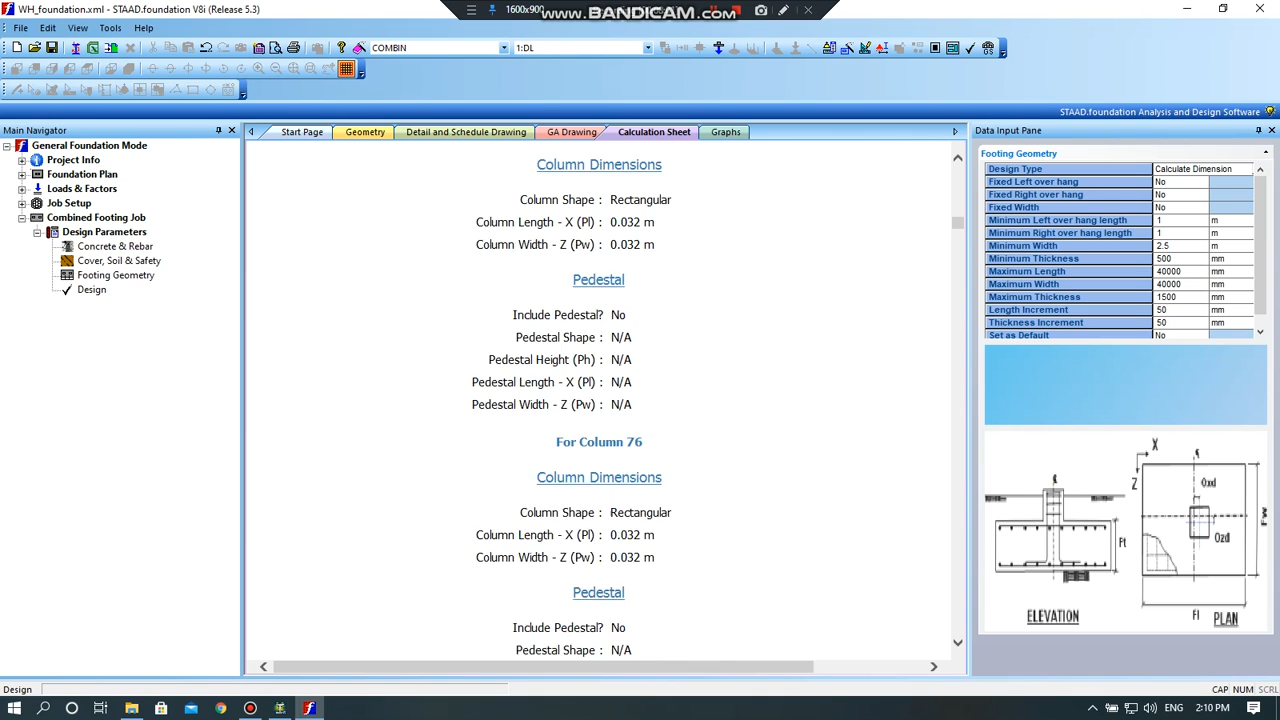 WH_foundation.xml - STAAD.foundation V8i (Release 5.3)
1600x900
www.BANDICAM.com
File Edit View Tools Help
COMBIN
1:DL
GS
STAAD.foundation Analysis and Design Software
Main Navigator
General Foundation Mode
Project Info
Foundation Plan
Loads & Factors
Job Setup
Combined Footing Job
Design Parameters
Concrete & Rebar
Cover, Soil & Safety
Footing Geometry
Design
Start Page
Geometry
Detail and Schedule Drawing
GA Drawing
Calculation Sheet
Graphs
Column Dimensions
Column Shape : Rectangular
Column Length - X (Pl) : 0.032 m
Column Width - Z (Pw) : 0.032 m
Pedestal
Include Pedestal? No
Pedestal Shape : N/A
Pedestal Height (Ph) : N/A
Pedestal Length - X (Pl) : N/A
Pedestal Width - Z (Pw) : N/A
For Column 76
Column Dimensions
Column Shape : Rectangular
Column Length - X (Pl) : 0.032 m
Column Width - Z (Pw) : 0.032 m
Pedestal
Include Pedestal? No
Pedestal Shape : N/A
Data Input Pane
Footing Geometry
Design Type Calculate Dimension
Fixed Left over hang No
Fixed Right over hang No
Fixed Width No
Minimum Left over hang length 1 m
Minimum Right over hang length 1 m
Minimum Width 2.5 m
Minimum Thickness 500 mm
Maximum Length 40000 mm
Maximum Width 40000 mm
Maximum Thickness 1500 mm
Length Increment 50 mm
Thickness Increment 50 mm
Set as Default No
X
Z
Oxd
Ozd
Ft
Fw
Fl
ELEVATION
PLAN
Design
CAP NUM SCRL
ENG 2:10 PM